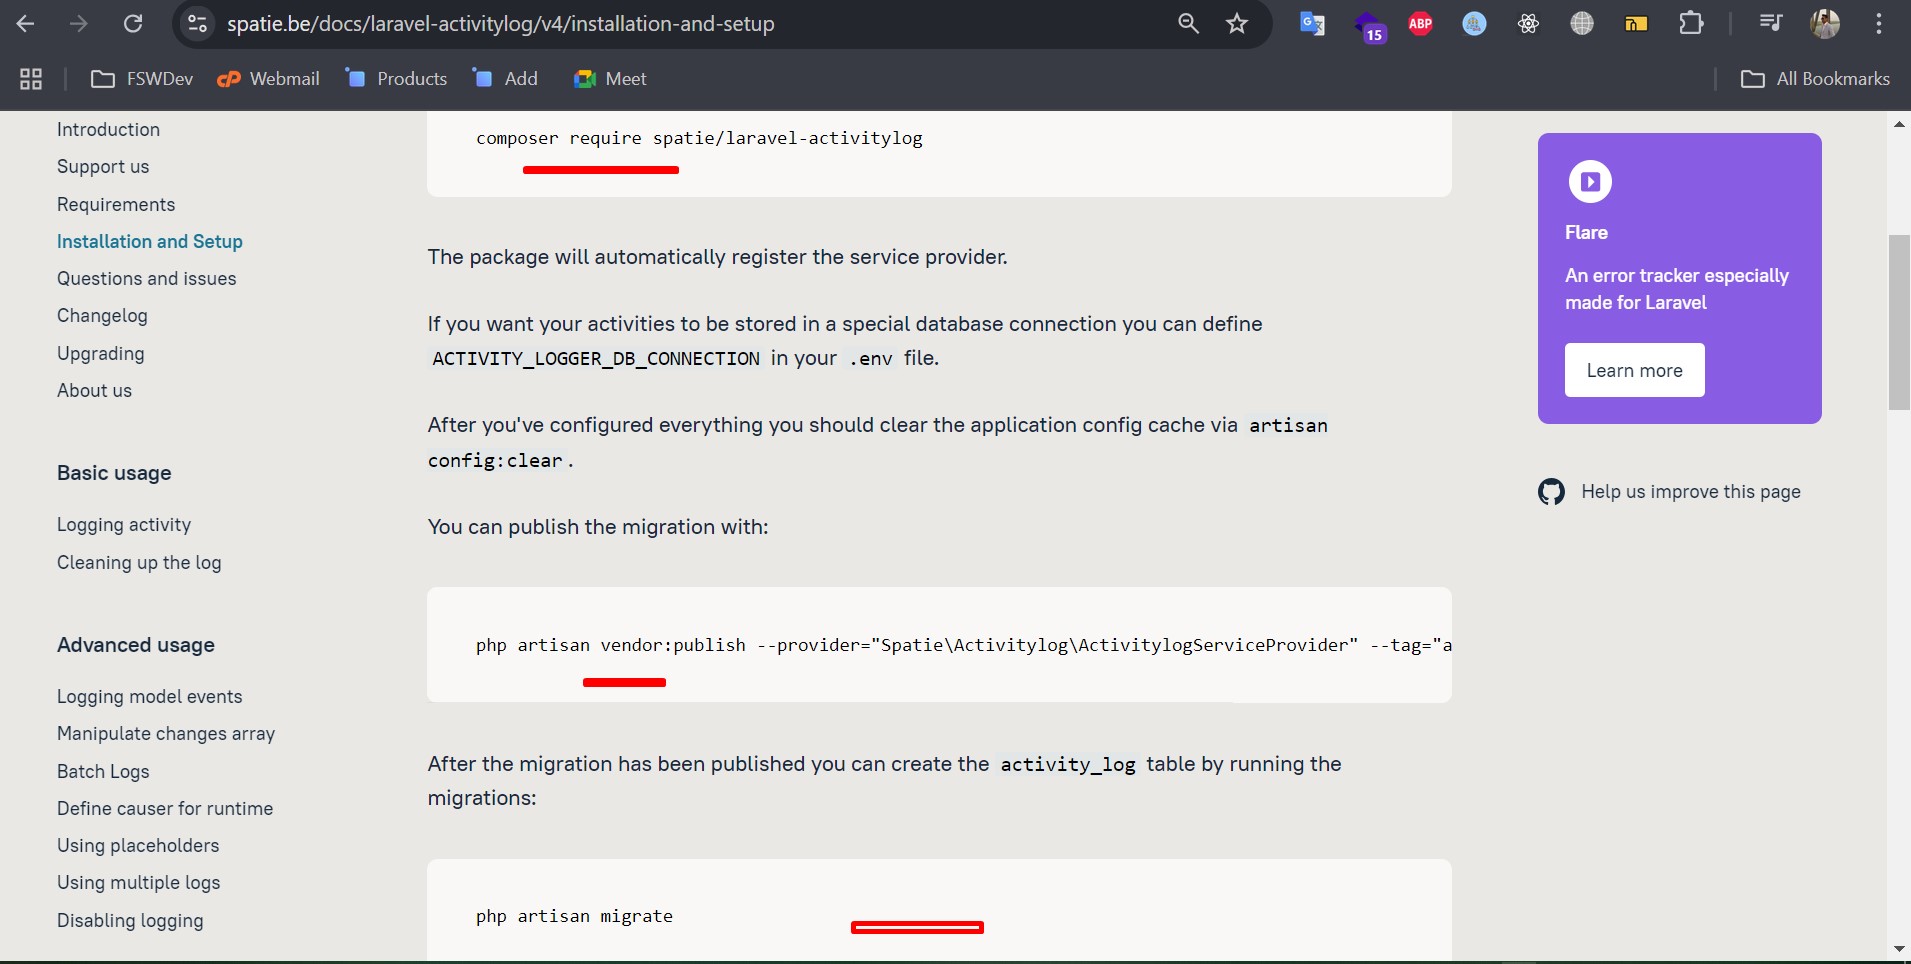 spatie.be/docs/laravel-activitylog/v4/installation-and-setup
15
ABP
FSWDev
Webmail
Products
Add
Meet
All Bookmarks
Introduction
Support us
Requirements
Installation and Setup
Questions and issues
Changelog
Upgrading
About us
Basic usage
Logging activity
Cleaning up the log
Advanced usage
Logging model events
Manipulate changes array
Batch Logs
Define causer for runtime
Using placeholders
Using multiple logs
Disabling logging
composer require spatie/laravel-activitylog
The package will automatically register the service provider.
If you want your activities to be stored in a special database connection you can define
ACTIVITY_LOGGER_DB_CONNECTION in your .env file.
After you've configured everything you should clear the application config cache via artisan
config:clear.
You can publish the migration with:
php artisan vendor:publish --provider="Spatie\Activitylog\ActivitylogServiceProvider" --tag="a
After the migration has been published you can create the activity_log table by running the
migrations:
php artisan migrate
Flare
An error tracker especially
made for Laravel
Learn more
Help us improve this page